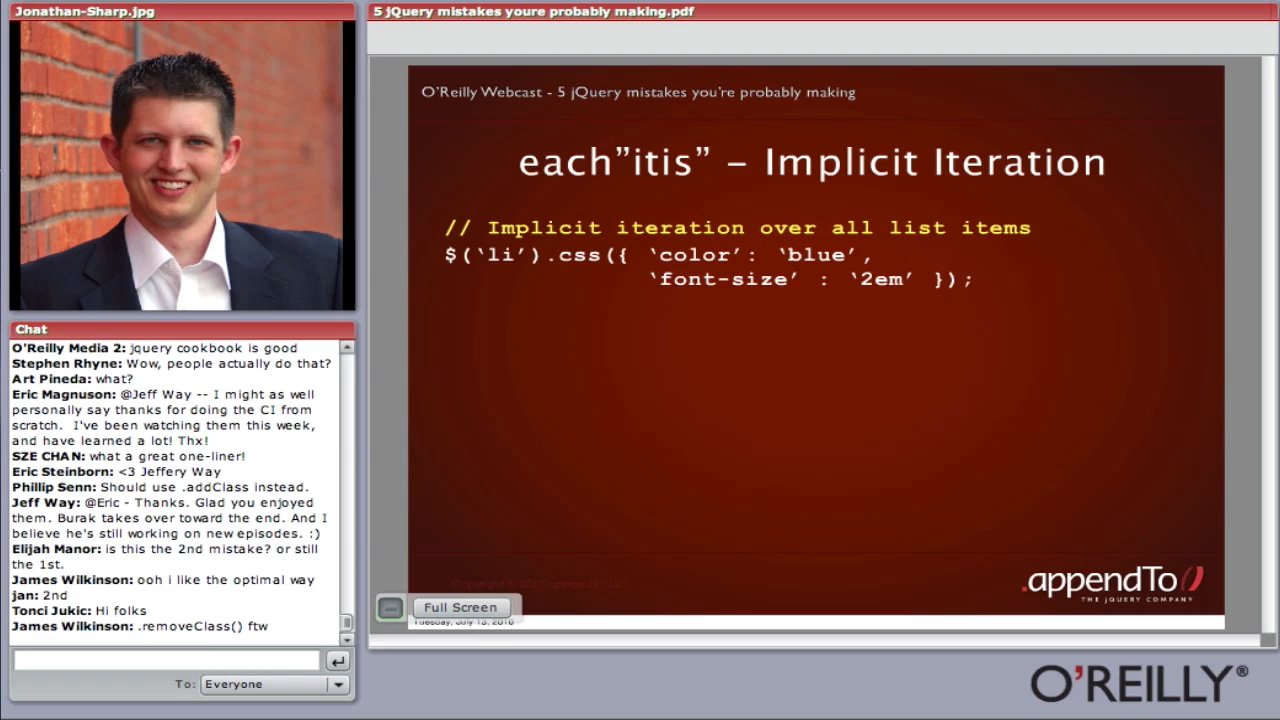 Jonathan-Sharp.jpg
Chat
O'Reilly Media 2: jquery cookbook is good
Stephen Rhyne: Wow, people actually do that?
Art Pineda: what?
Eric Magnuson: @Jeff Way -- I might as well
personally say thanks for doing the CI from
scratch.  I've been watching them this week,
and have learned a lot! Thx!
SZE CHAN: what a great one-liner!
Eric Steinborn: <3 Jeffery Way
Phillip Senn: Should use .addClass instead.
Jeff Way: @Eric - Thanks. Glad you enjoyed
them. Burak takes over toward the end. And I
believe he's still working on new episodes. :)
Elijah Manor: is this the 2nd mistake? or still
the 1st.
James Wilkinson: ooh i like the optimal way
jan: 2nd
Tonci Jukic: Hi folks
James Wilkinson: .removeClass() ftw
To: Everyone
5 jQuery mistakes youre probably making.pdf
O'Reilly Webcast - 5 jQuery mistakes you're probably making
each”itis” – Implicit Iteration
// Implicit iteration over all list items
$(‘li’).css({ ‘color’: ‘blue’,
‘font-size’ : ‘2em’ });
Copyright © 2010 appendTo, LLC.
.appendTo
THE jQUERY COMPANY
Full Screen
Tuesday, July 13, 2010
O'REILLY®